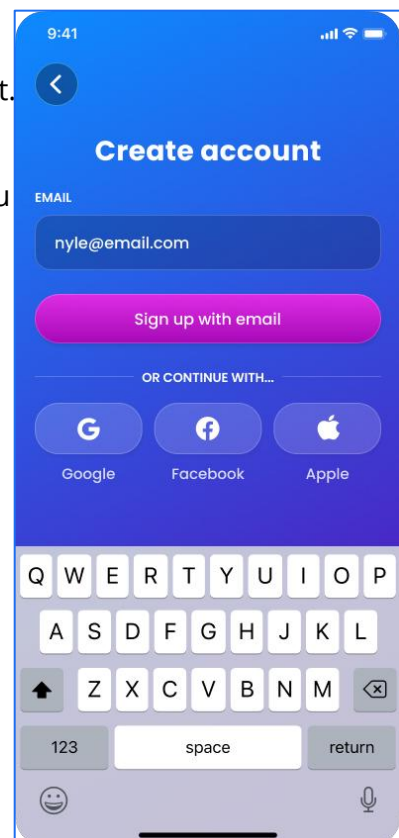 9:41
t.
Create account
u
EMAIL
nyle@email.com
Sign up with email
OR CONTINUE WITH...
Google Facebook Apple
Q W E R T Y U I O P
A S D F G H J K L
Z X C V B N M
123 space return